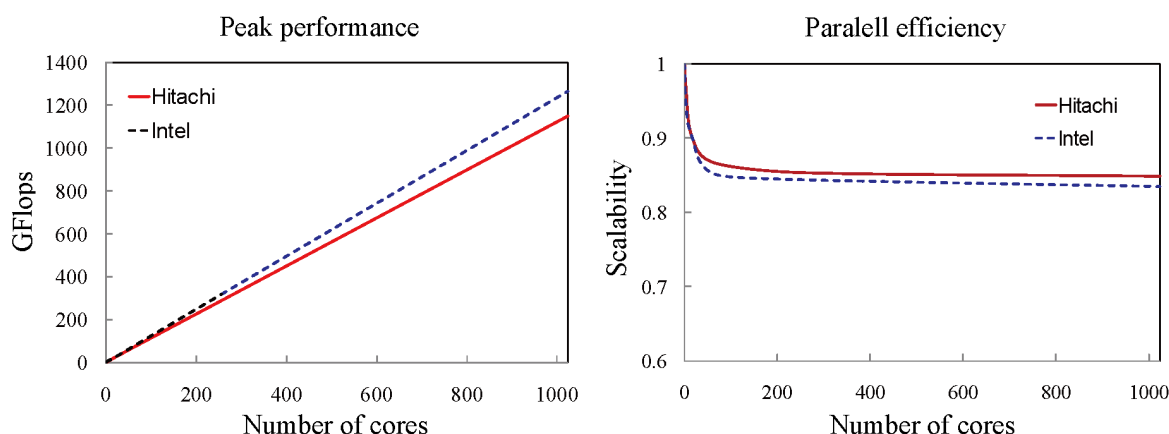 Peak performance
1400
1200
1000
800
600
400
200
0
GFlops
Hitachi
Intel
0 200 400 600 800 1000
Number of cores
Paralell efficiency
1
0.9
0.8
0.7
0.6
Scalability
Hitachi
Intel
0 200 400 600 800 1000
Number of cores